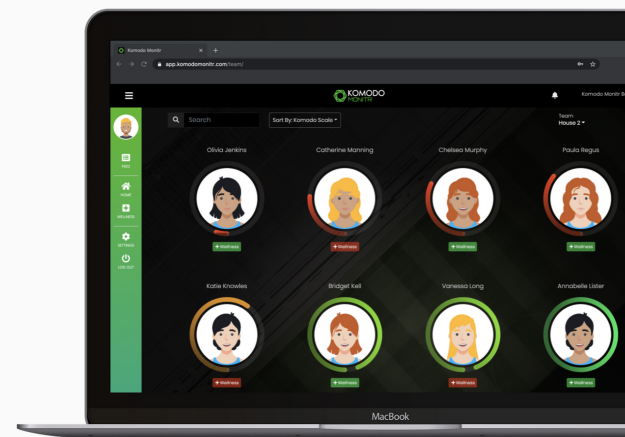 Komodo Monitr
app.komodomonitr.com/team/
KOMODO
MONITR
Komodo Monitr B
Search
Sort By: Komodo Scale
Team
House 2
Olivia Jenkins
Catherine Manning
Chelsea Murphy
Paula Regus
+ Wellness
+ Wellness
+ Wellness
+ Wellness
FEED
HOME
WELLNESS
SETTINGS
LOG OUT
Katie Knowles
Bridget Kell
Vanessa Long
Annabelle Lister
+ Wellness
+ Wellness
+ Wellness
+ Wellness
MacBook